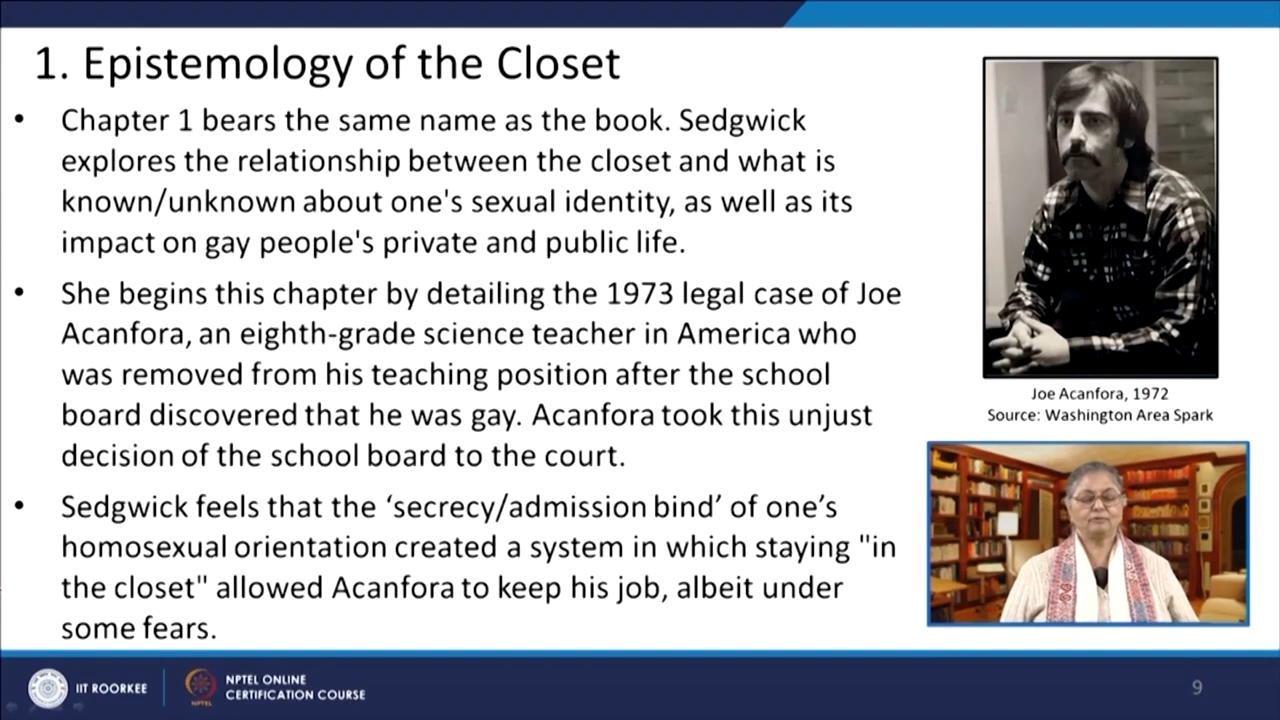 1. Epistemology of the Closet
• Chapter 1 bears the same name as the book. Sedgwick
explores the relationship between the closet and what is
known/unknown about one's sexual identity, as well as its
impact on gay people's private and public life.
• She begins this chapter by detailing the 1973 legal case of Joe
Acanfora, an eighth-grade science teacher in America who
was removed from his teaching position after the school
board discovered that he was gay. Acanfora took this unjust
decision of the school board to the court.
• Sedgwick feels that the ‘secrecy/admission bind’ of one’s
homosexual orientation created a system in which staying "in
the closet" allowed Acanfora to keep his job, albeit under
some fears.
Joe Acanfora, 1972
Source: Washington Area Spark
IIT ROORKEE
NPTEL
NPTEL ONLINE
CERTIFICATION COURSE
9